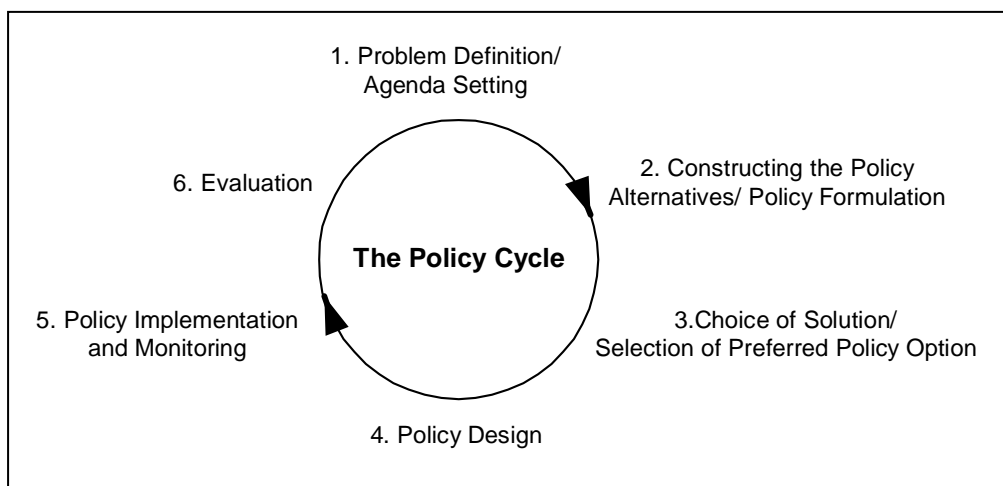 1. Problem Definition/
Agenda Setting
2. Constructing the Policy
Alternatives/ Policy Formulation
3.Choice of Solution/
Selection of Preferred Policy Option
4. Policy Design
5. Policy Implementation
and Monitoring
6. Evaluation
The Policy Cycle